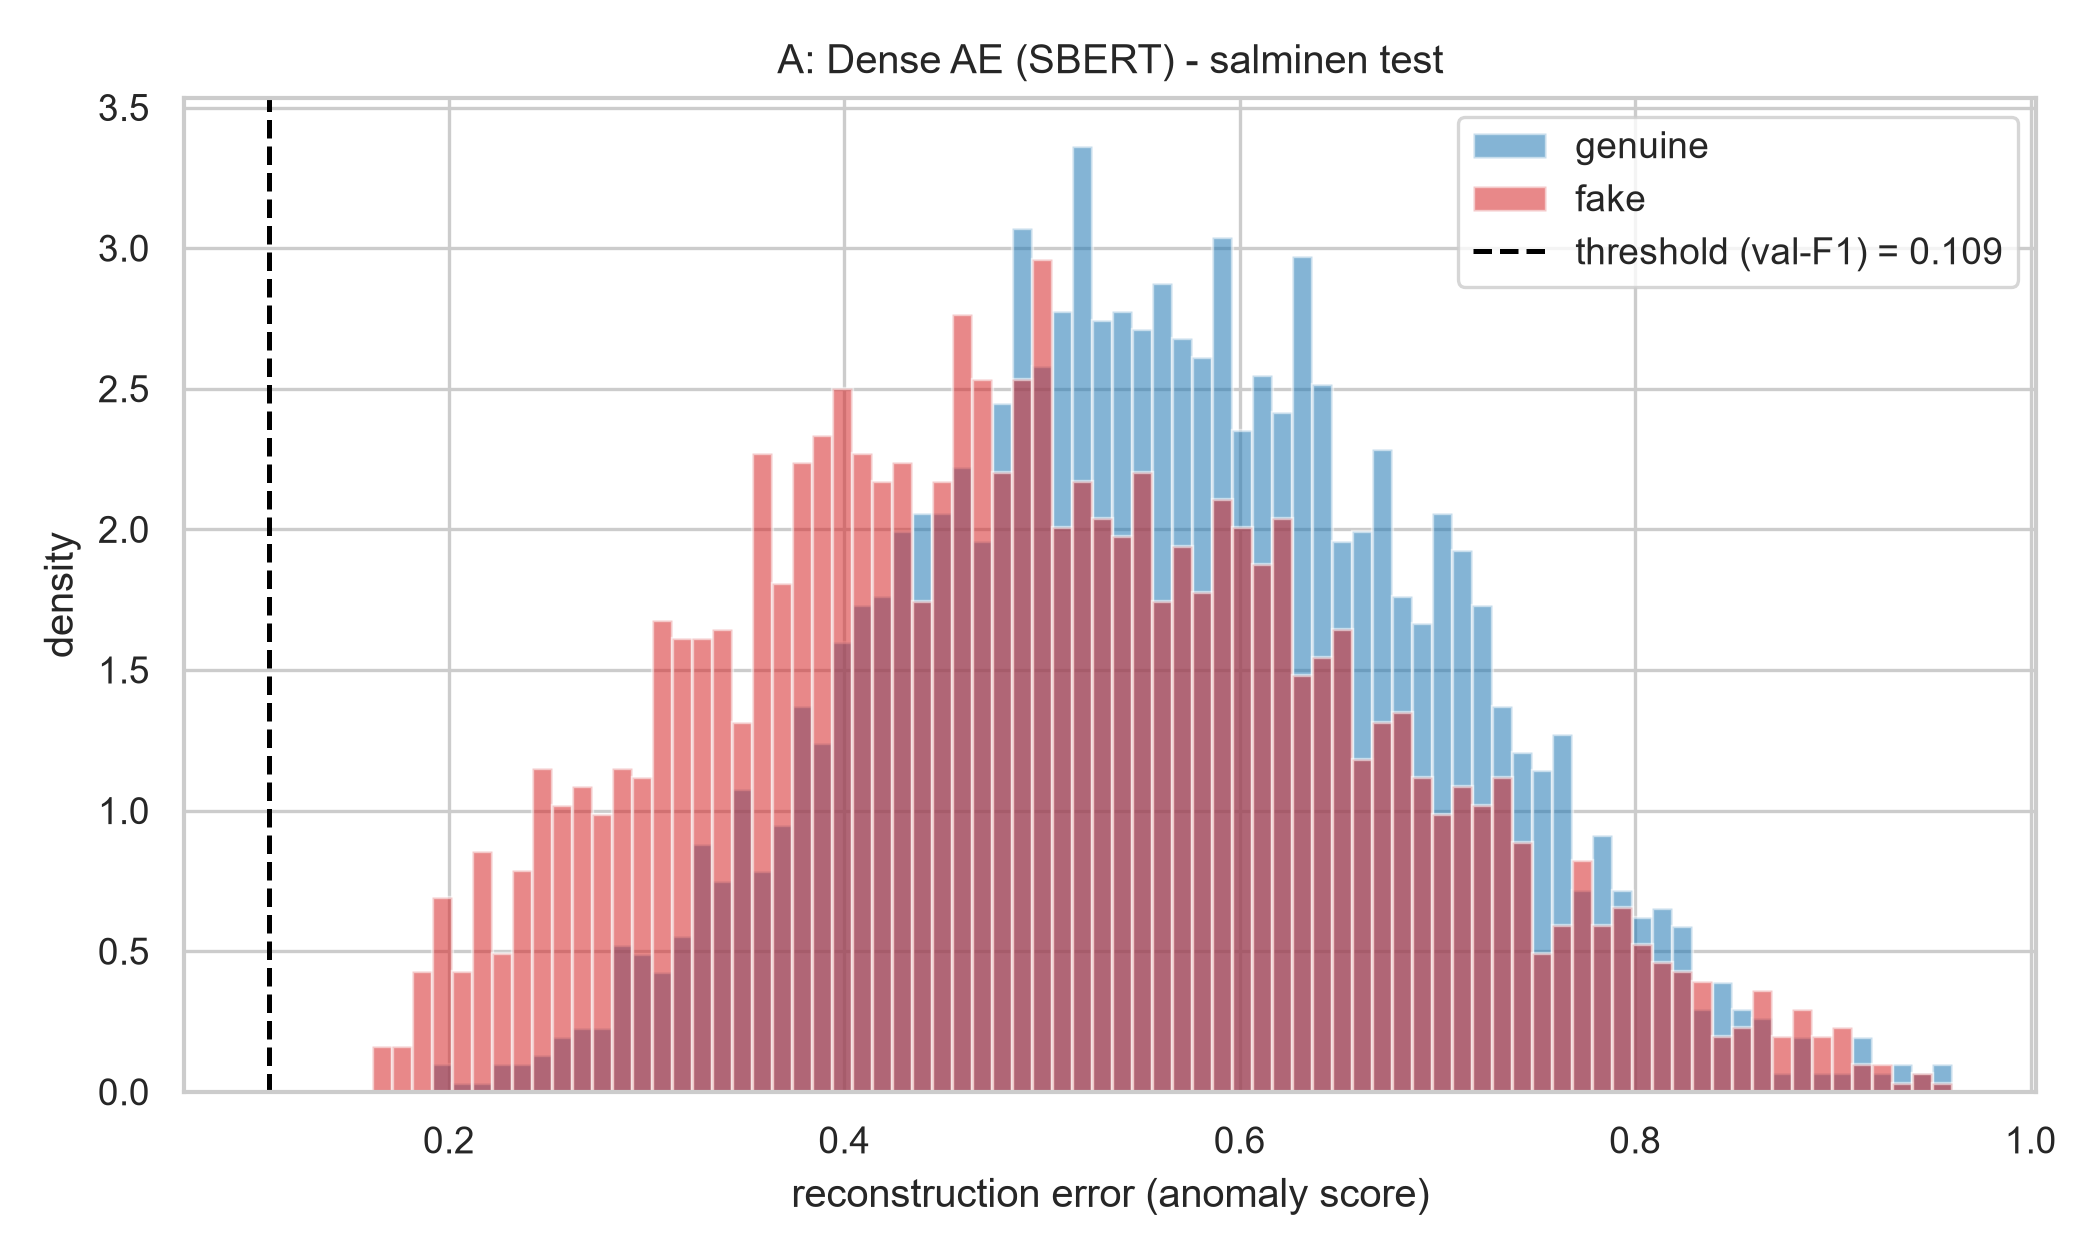 A: Dense AE (SBERT) - salminen test
3.5
3.0
2.5
2.0
1.5
1.0
0.5
0.0
density
genuine
fake
threshold (val-F1) = 0.109
0.2 0.4 0.6 0.8 1.0
reconstruction error (anomaly score)